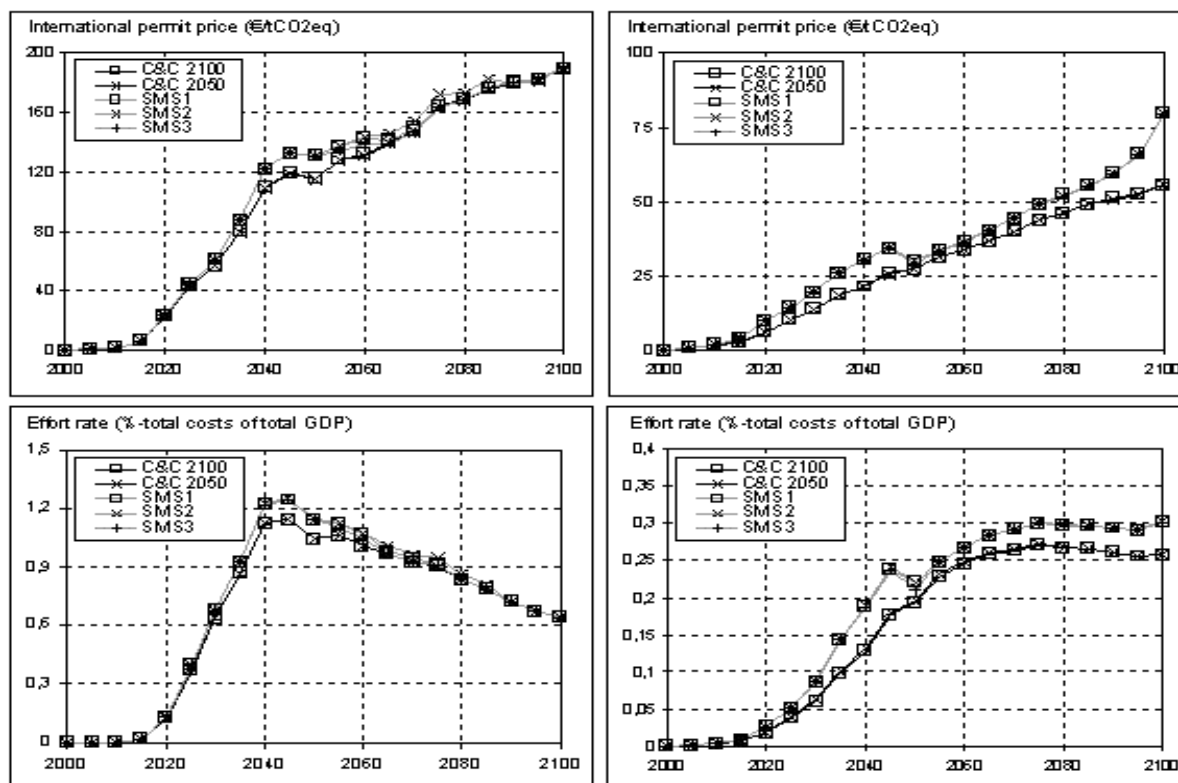 International permit price (€/tCO2eq)
200
160
120
80
40
0
C&C 2100
C&C 2050
SMS1
SMS2
SMS3
2000 2020 2040 2060 2080 2100
International permit price (€/tCO2eq)
100
75
50
25
0
C&C 2100
C&C 2050
SMS1
SMS2
SMS3
2000 2020 2040 2060 2080 2100
Effort rate (%-total costs of total GDP)
1,5
1,2
0,9
0,6
0,3
0
C&C 2100
C&C 2050
SMS1
SMS2
SMS3
2000 2020 2040 2060 2080 2100
Effort rate (%-total costs of total GDP)
0,4
0,35
0,3
0,25
0,2
0,15
0,1
0,05
0
C&C 2100
C&C 2050
SMS1
SMS2
SMS3
2000 2020 2040 2060 2080 2100